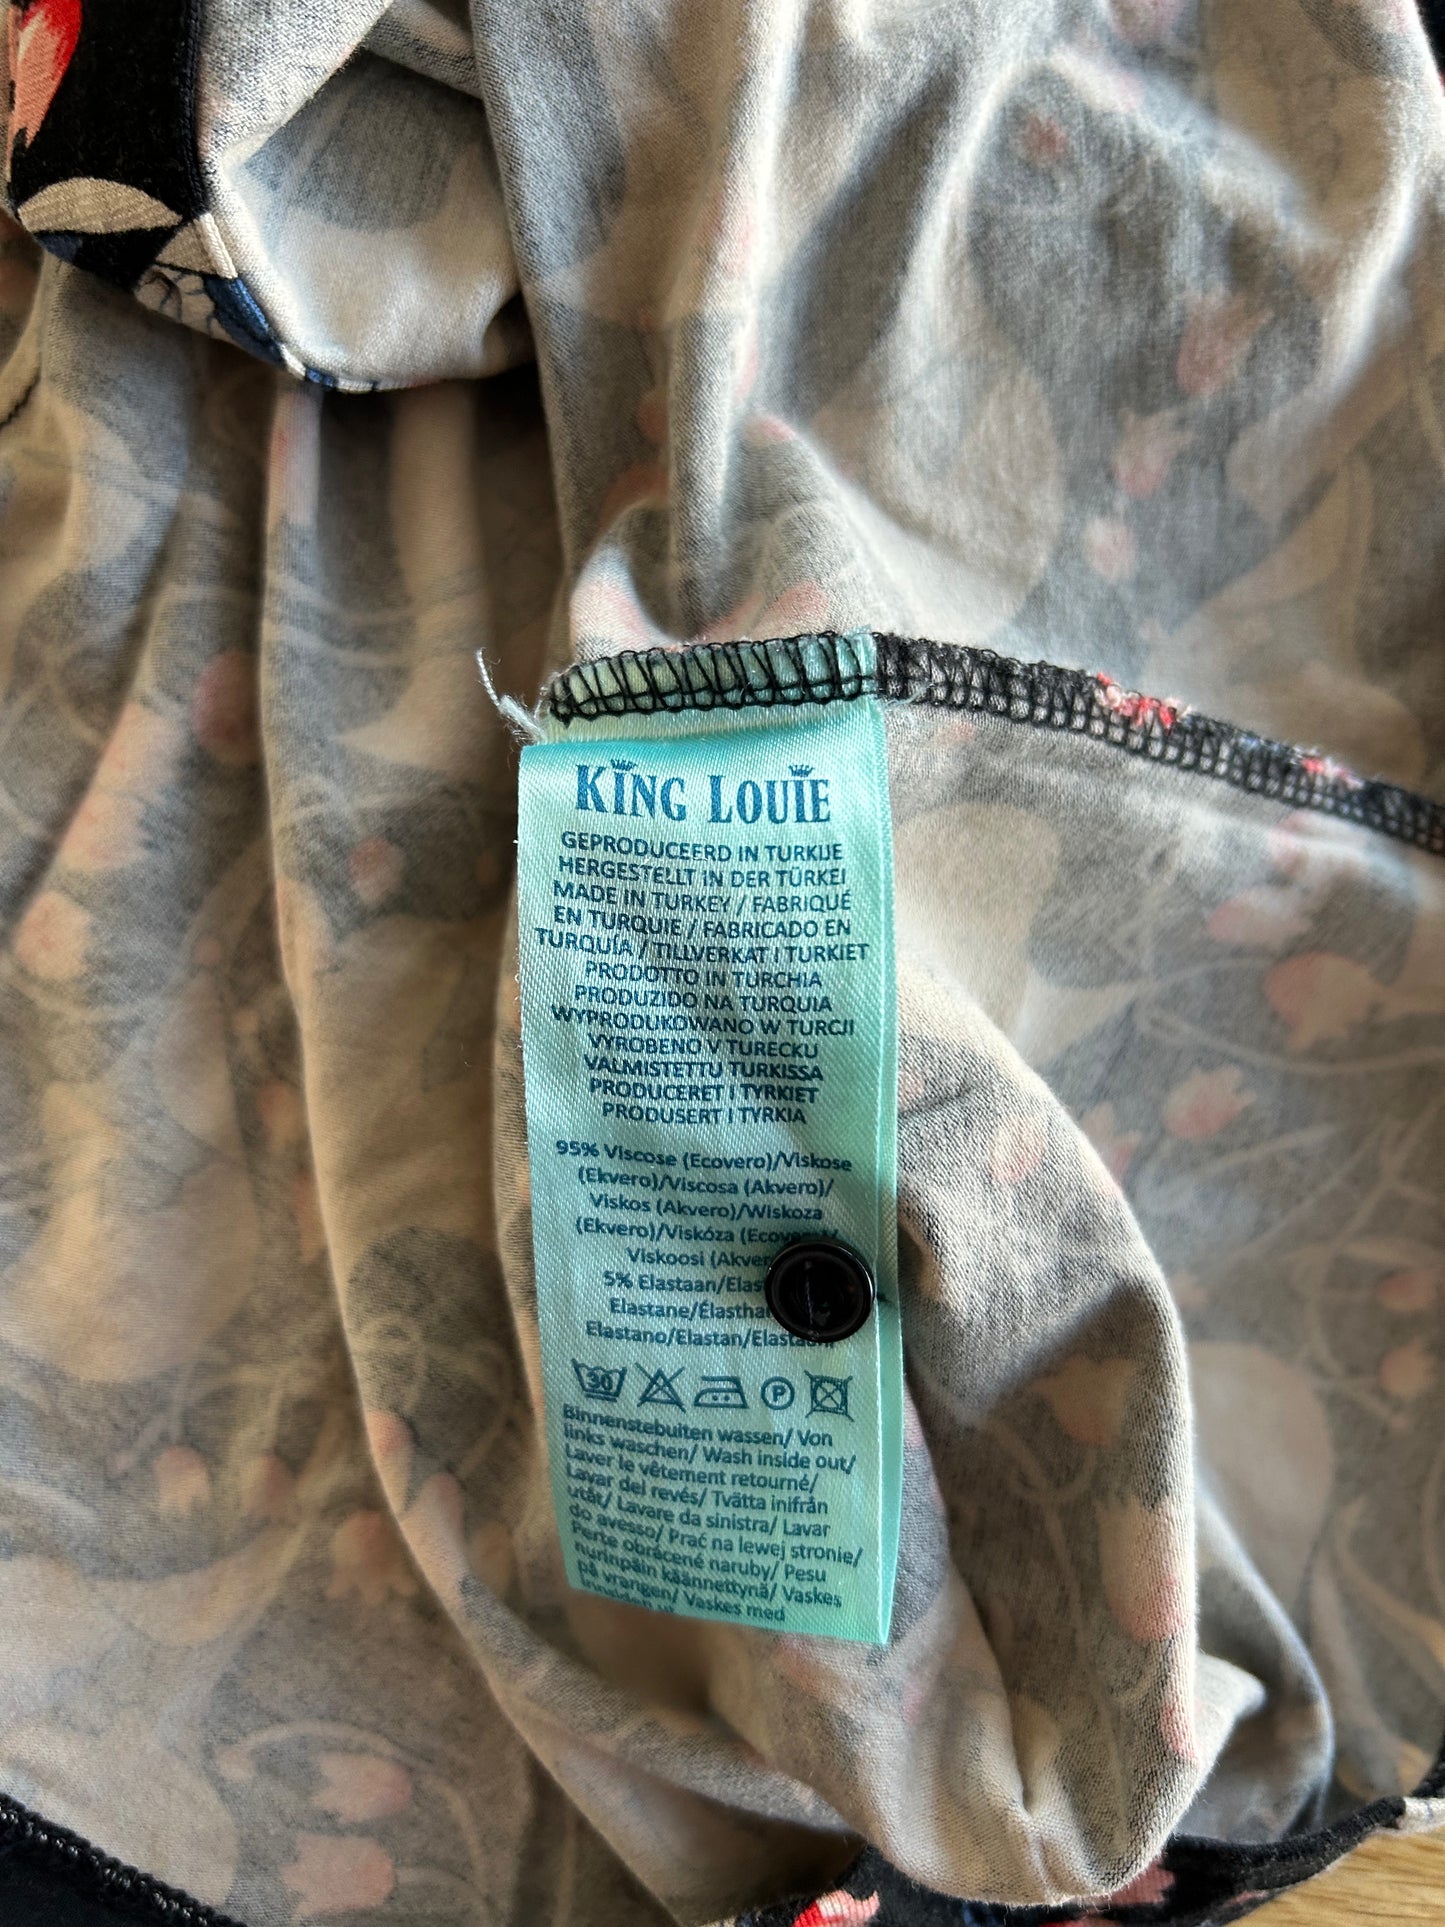 KING LOUIE
GEPRODUCEERD IN TURKIJE
HERGESTELLT IN DER TÜRKEI
MADE IN TURKEY / FABRIQUÉ
EN TURQUIE / FABRICADO EN
TURQUÍA / TILLVERKAT I TURKIET
PRODOTTO IN TURCHIA
PRODUZIDO NA TURQUIA
WYPRODUKOWANO W TURCJI
VYROBENO V TURECKU
VALMISTETTU TURKISSA
PRODUCERET I TYRKIET
PRODUSERT I TYRKIA
95% Viscose (Ecovero)/Viskose
(Ekvero)/Viscosa (Akvero)/
Viskos (Akvero)/Wiskoza
(Ekvero)/Viskóza
Viskoosi
5% Elastaan/
Elastane/
Elastano/Elastan/
30 P
Binnenstebuiten wassen/ Von
links waschen/ Wash inside out/
Laver le vêtement retourné/
Lavar del revés/ Tvätta inifrån
utåt/ Lavare da sinistra/ Lavar
do avesso/ Prać na lewej stronie/
Perte obrácené naruby/ Pesu
nurinpäin käännettynä/ Vaskes
på vrangen/ Vaskes med